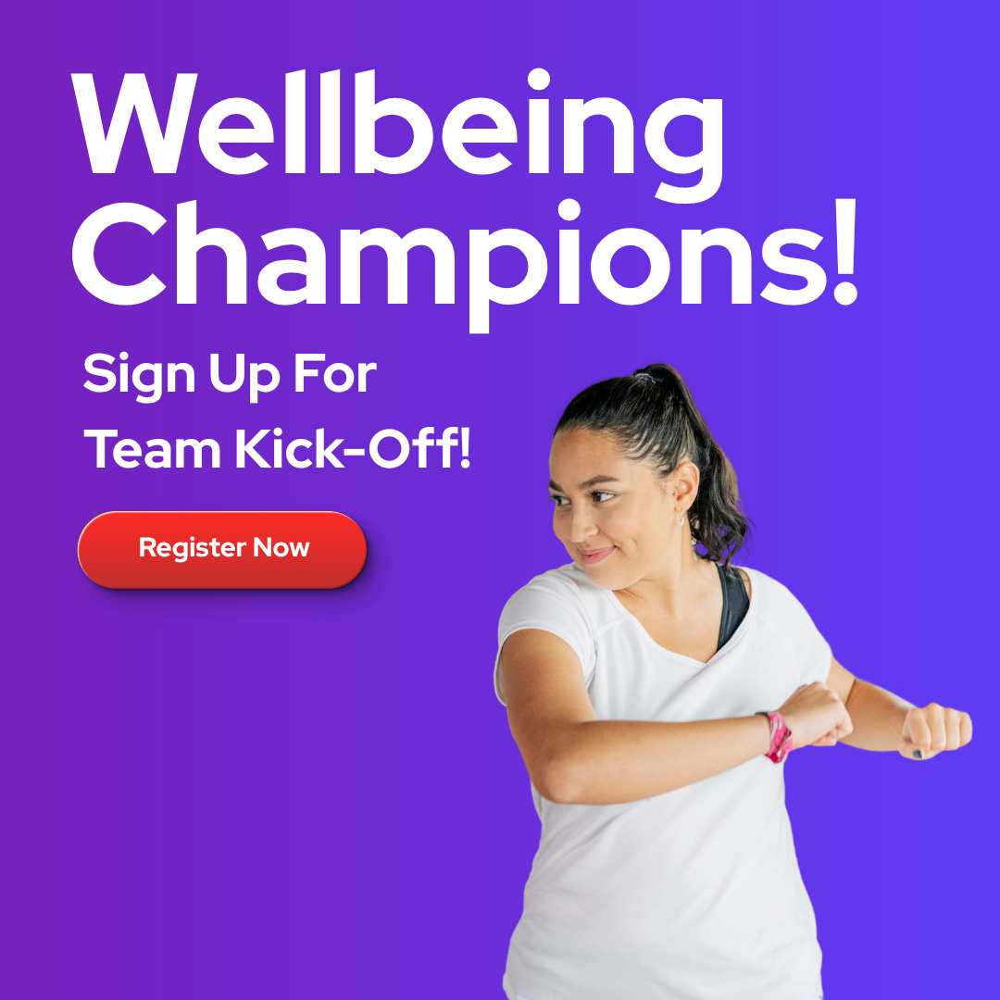 Wellbeing
Champions!
Sign Up For
Team Kick-Off!
Register Now